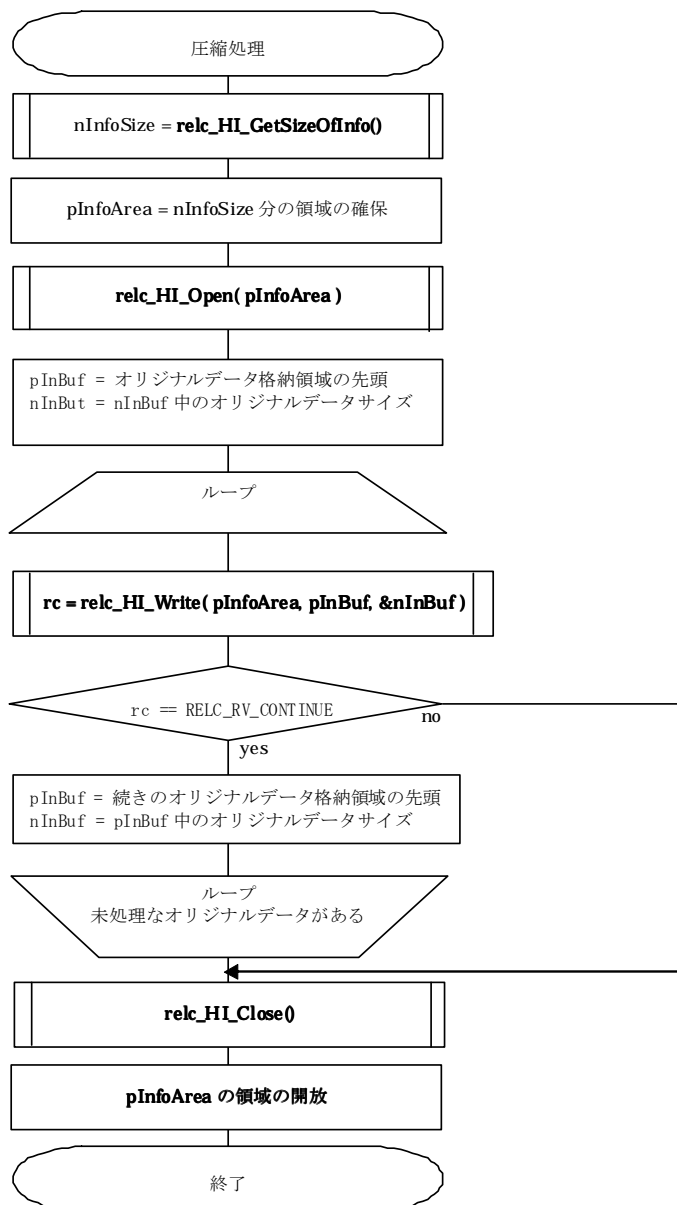 圧縮処理
nInfoSize = relc_HI_GetSizeOfInfo()
pInfoArea = nInfoSize 分の領域の確保
relc_HI_Open( pInfoArea )
pInBuf = オリジナルデータ格納領域の先頭
nInBut = nInBuf 中のオリジナルデータサイズ
ループ
rc = relc_HI_Write( pInfoArea, pInBuf, &nInBuf )
rc == RELC_RV_CONTINUE
no
yes
pInBuf = 続きのオリジナルデータ格納領域の先頭
nInBuf = pInBuf 中のオリジナルデータサイズ
ループ
未処理なオリジナルデータがある
relc_HI_Close()
pInfoArea の領域の開放
終了